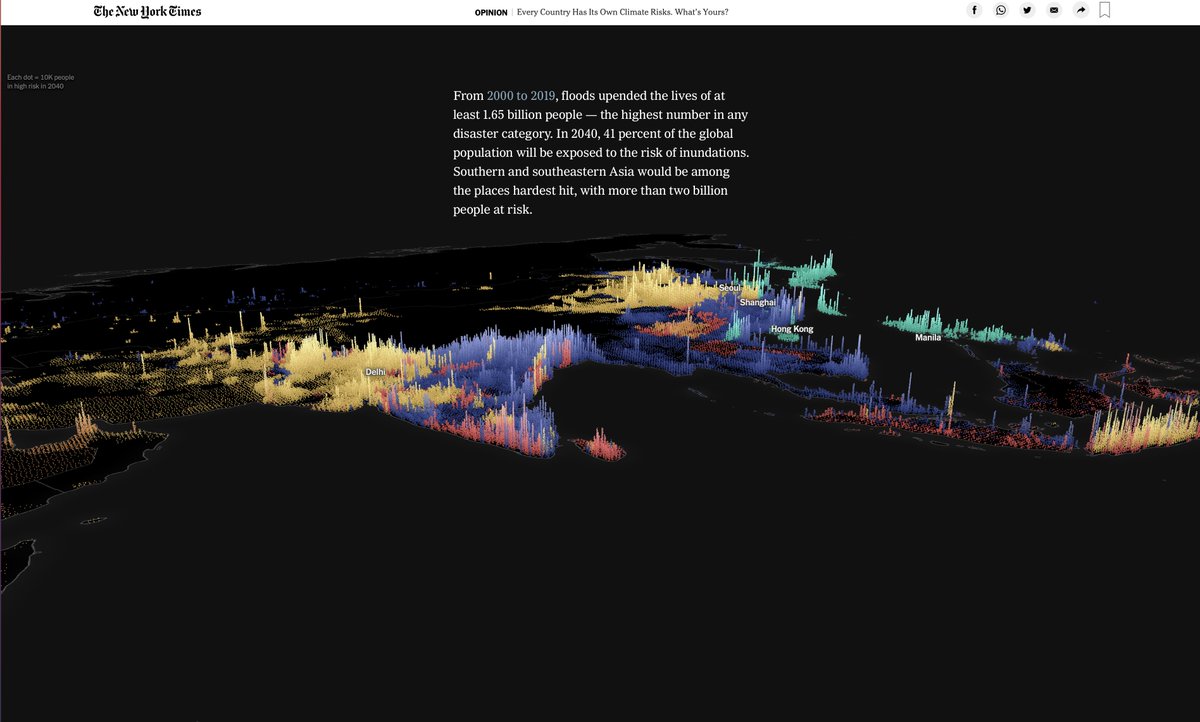 The New York Times
OPINION | Every Country Has Its Own Climate Risks. What's Yours?
Each dot = 10K people
in high risk in 2040
From 2000 to 2019, floods upended the lives of at
least 1.65 billion people — the highest number in any
disaster category. In 2040, 41 percent of the global
population will be exposed to the risk of inundations.
Southern and southeastern Asia would be among
the places hardest hit, with more than two billion
people at risk.
Seoul
Shanghai
Hong Kong
Manila
Delhi